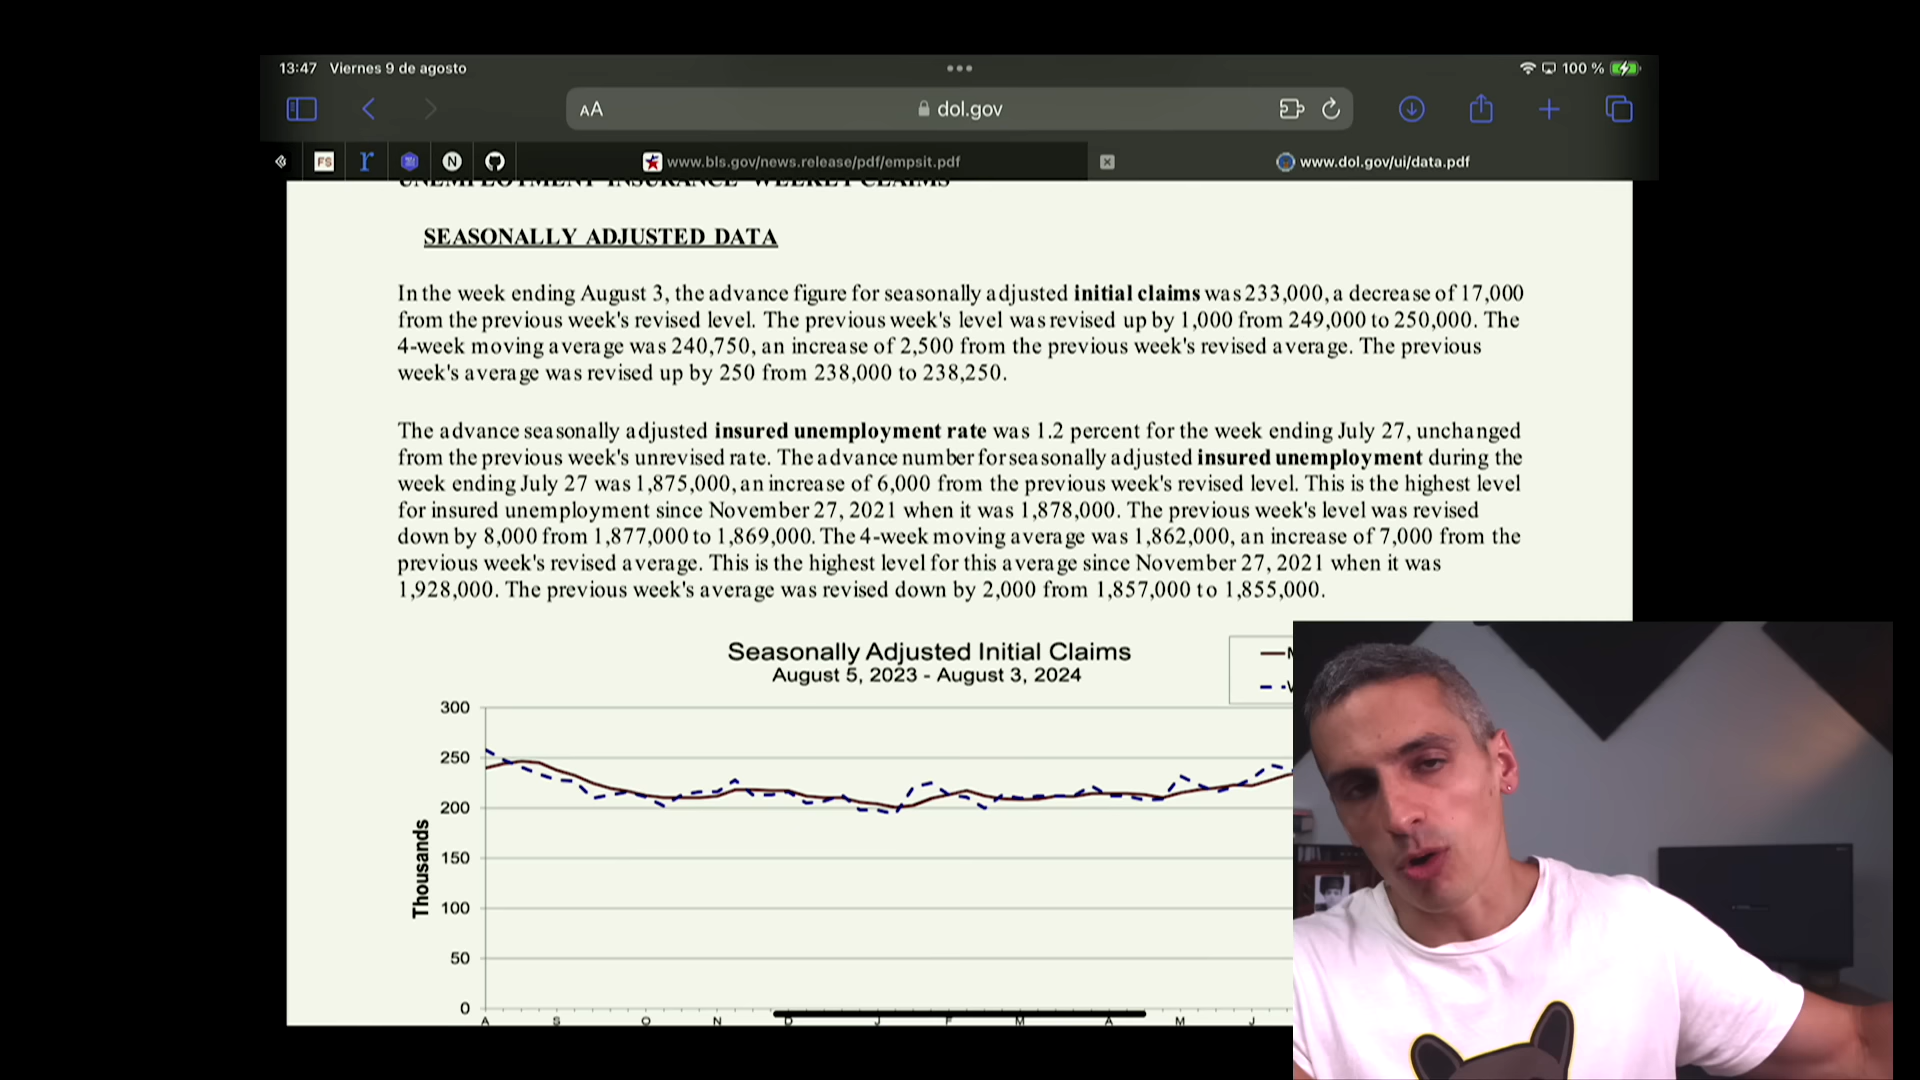 13:47 Viernes 9 de agosto
100 %
AA
dol.gov
FS
r
N
www.bls.gov/news.release/pdf/empsit.pdf
www.dol.gov/ui/data.pdf
UNEMPLOYMENT INSURANCE WEEKLY CLAIMS
SEASONALLY ADJUSTED DATA
In the week ending August 3, the advance figure for seasonally adjusted initial claims was 233,000, a decrease of 17,000
from the previous week's revised level. The previous week's level was revised up by 1,000 from 249,000 to 250,000. The
4-week moving average was 240,750, an increase of 2,500 from the previous week's revised average. The previous
week's average was revised up by 250 from 238,000 to 238,250.
The advance seasonally adjusted insured unemployment rate was 1.2 percent for the week ending July 27, unchanged
from the previous week's unrevised rate. The advance number for seasonally adjusted insured unemployment during the
week ending July 27 was 1,875,000, an increase of 6,000 from the previous week's revised level. This is the highest level
for insured unemployment since November 27, 2021 when it was 1,878,000. The previous week's level was revised
down by 8,000 from 1,877,000 to 1,869,000. The 4-week moving average was 1,862,000, an increase of 7,000 from the
previous week's revised average. This is the highest level for this average since November 27, 2021 when it was
1,928,000. The previous week's average was revised down by 2,000 from 1,857,000 to 1,855,000.
Seasonally Adjusted Initial Claims
August 5, 2023 - August 3, 2024
300
250
200
150
100
50
0
Thousands
A S O N D J F M A M J